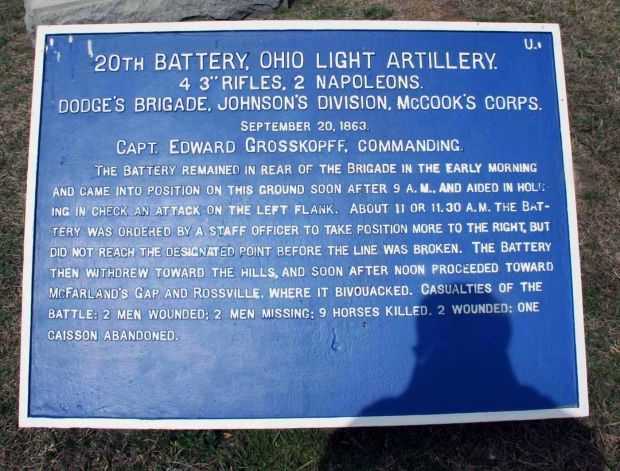 U.
20TH BATTERY, OHIO LIGHT ARTILLERY.
4 3" RIFLES, 2 NAPOLEONS.
DODGE'S BRIGADE, JOHNSON'S DIVISION, MCCOOK'S CORPS.
SEPTEMBER 20, 1863.
CAPT. EDWARD GROSSKOPFF, COMMANDING.
THE BATTERY REMAINED IN REAR OF THE BRIGADE IN THE EARLY MORNING
AND CAME INTO POSITION ON THIS GROUND SOON AFTER 9 A.M., AND AIDED IN HOLD-
ING IN CHECK AN ATTACK ON THE LEFT FLANK. ABOUT 11 OR 11.30 A.M. THE BAT-
TERY WAS ORDERED BY A STAFF OFFICER TO TAKE POSITION MORE TO THE RIGHT, BUT
DID NOT REACH THE DESIGNATED POINT BEFORE THE LINE WAS BROKEN. THE BATTERY
THEN WITHDREW TOWARD THE HILLS, AND SOON AFTER NOON PROCEEDED TOWARD
MCFARLAND'S GAP AND ROSSVILLE, WHERE IT BIVOUACKED. CASUALTIES OF THE
BATTLE: 2 MEN WOUNDED; 2 MEN MISSING; 9 HORSES KILLED, 2 WOUNDED; ONE
CAISSON ABANDONED.